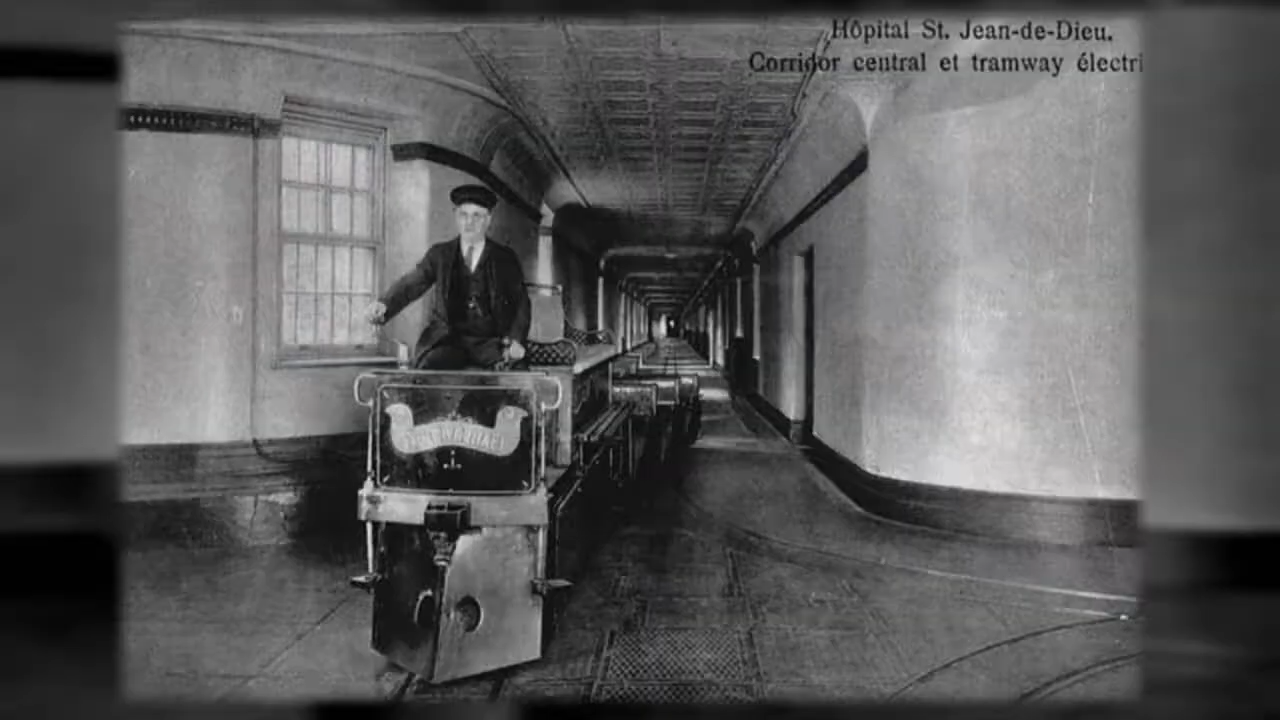 Hôpital St. Jean-de-Dieu.
Corridor central et tramway électri